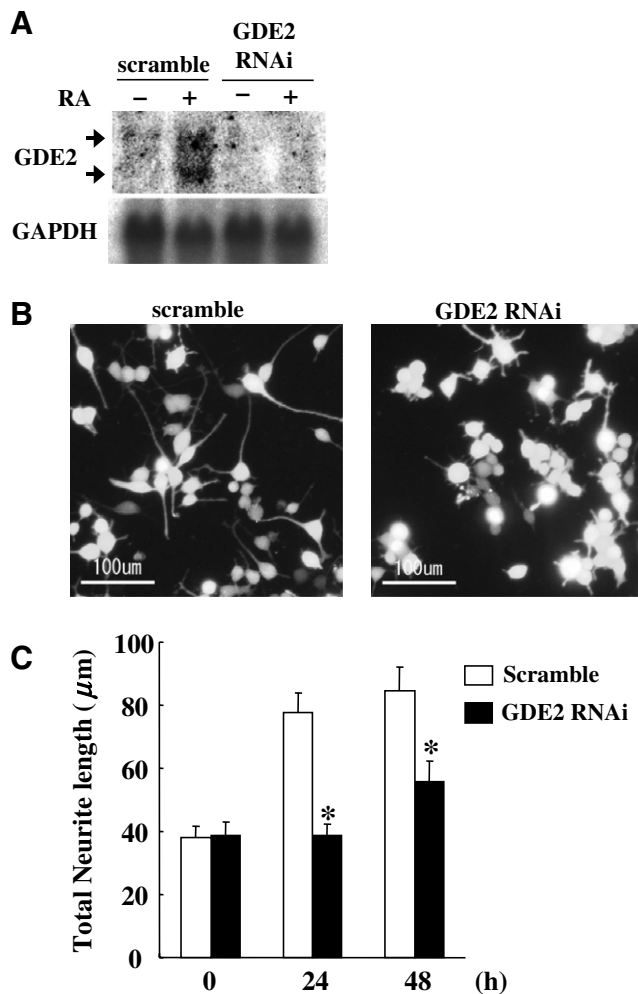 A
scramble
GDE2
RNAi
RA
− + − +
GDE2
GAPDH
B
scramble
GDE2 RNAi
100um
100um
C
Total Neurite length ( μm)
100
80
60
40
20
0
*
*
Scramble
GDE2 RNAi
0 24 48 (h)